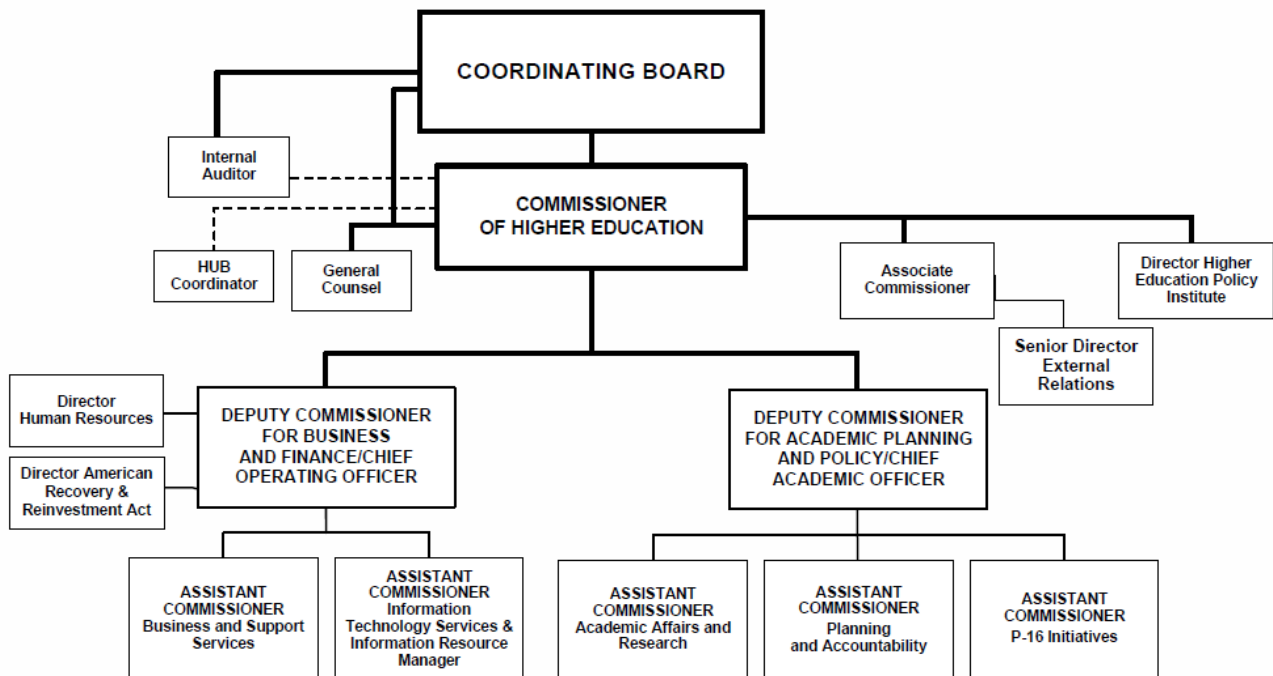 COORDINATING BOARD
Internal
Auditor
COMMISSIONER
OF HIGHER EDUCATION
HUB
Coordinator
General
Counsel
Associate
Commissioner
Director Higher
Education Policy
Institute
Senior Director
External
Relations
Director
Human Resources
DEPUTY COMMISSIONER
FOR BUSINESS
AND FINANCE/CHIEF
OPERATING OFFICER
DEPUTY COMMISSIONER
FOR ACADEMIC PLANNING
AND POLICY/CHIEF
ACADEMIC OFFICER
Director American
Recovery &
Reinvestment Act
ASSISTANT
COMMISSIONER
Business and Support
Services
ASSISTANT
COMMISSIONER
Information
Technology Services &
Information Resource
Manager
ASSISTANT
COMMISSIONER
Academic Affairs and
Research
ASSISTANT
COMMISSIONER
Planning
and Accountability
ASSISTANT
COMMISSIONER
P-16 Initiatives